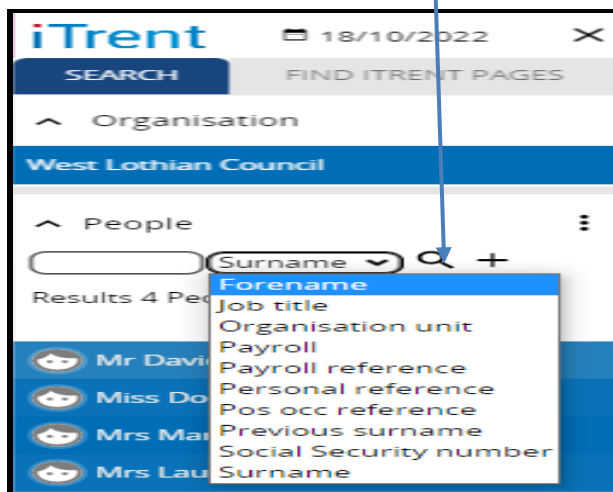 iTrent 18/10/2022
SEARCH FIND ITRENT PAGES
Organisation
West Lothian Council
People
Surname
Results 4 Peo
Forename
Job title
Organisation unit
Payroll
Payroll reference
Personal reference
Pos occ reference
Previous surname
Social Security number
Surname
Mr Davi
Miss Do
Mrs Mar
Mrs Lau